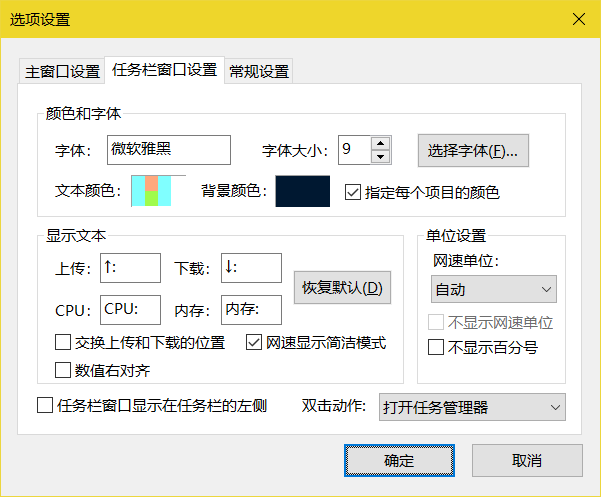 选项设置
主窗口设置 任务栏窗口设置 常规设置
颜色和字体
字体： 微软雅黑 字体大小： 9 选择字体(F)...
文本颜色： 背景颜色： 指定每个项目的颜色
显示文本
上传： ↑: 下载： ↓: 恢复默认(D)
CPU： CPU: 内存： 内存:
交换上传和下载的位置 网速显示简洁模式
数值右对齐
单位设置
网速单位：
自动
不显示网速单位
不显示百分号
任务栏窗口显示在任务栏的左侧 双击动作: 打开任务管理器
确定 取消